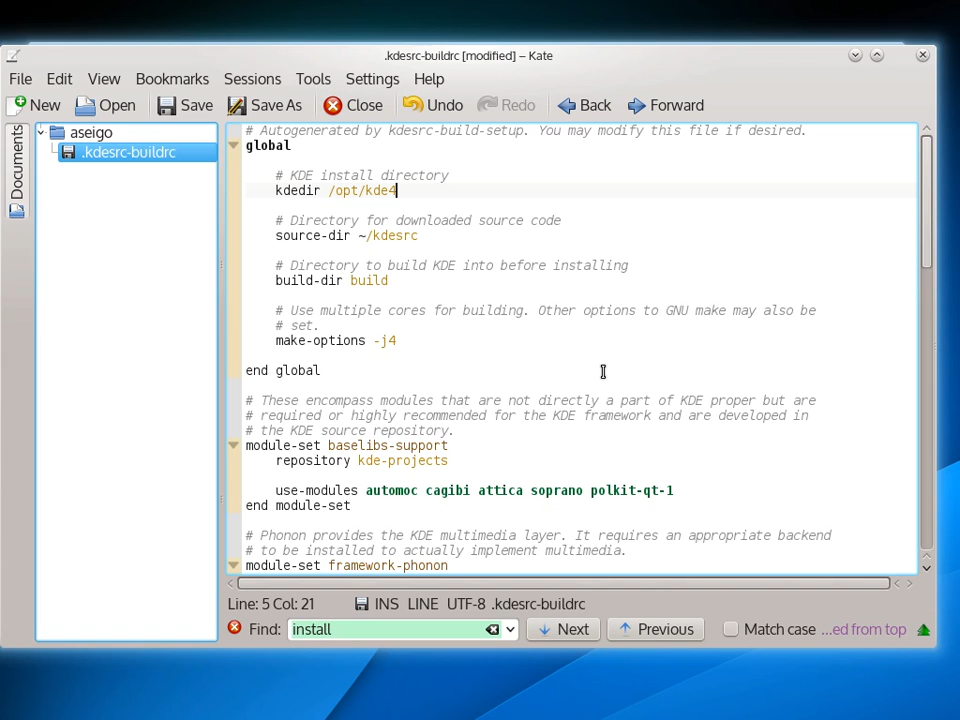 .kdesrc-buildrc [modified] – Kate
File Edit View Bookmarks Sessions Tools Settings Help
New Open Save Save As Close Undo Redo Back Forward
Documents
aseigo
.kdesrc-buildrc
# Autogenerated by kdesrc-build-setup. You may modify this file if desired.
global
# KDE install directory
kdedir /opt/kde4
# Directory for downloaded source code
source-dir ~/kdesrc
# Directory to build KDE into before installing
build-dir build
# Use multiple cores for building. Other options to GNU make may also be
# set.
make-options -j4
end global
# These encompass modules that are not directly a part of KDE proper but are
# required or highly recommended for the KDE framework and are developed in
# the KDE source repository.
module-set baselibs-support
repository kde-projects
use-modules automoc cagibi attica soprano polkit-qt-1
end module-set
# Phonon provides the KDE multimedia layer. It requires an appropriate backend
# to be installed to actually implement multimedia.
module-set framework-phonon
Line: 5 Col: 21 INS LINE UTF-8 .kdesrc-buildrc
Find: install Next Previous Match case ...ed from top